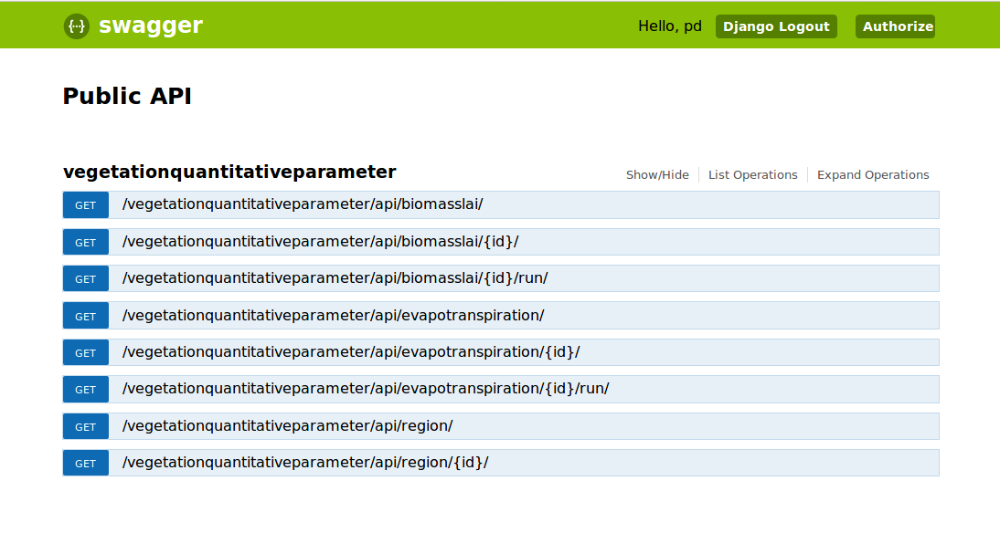 {··} swagger Hello, pd Django Logout Authorize
Public API
vegetationquantitativeparameter Show/Hide List Operations Expand Operations
GET /vegetationquantitativeparameter/api/biomasslai/
GET /vegetationquantitativeparameter/api/biomasslai/{id}/
GET /vegetationquantitativeparameter/api/biomasslai/{id}/run/
GET /vegetationquantitativeparameter/api/evapotranspiration/
GET /vegetationquantitativeparameter/api/evapotranspiration/{id}/
GET /vegetationquantitativeparameter/api/evapotranspiration/{id}/run/
GET /vegetationquantitativeparameter/api/region/
GET /vegetationquantitativeparameter/api/region/{id}/